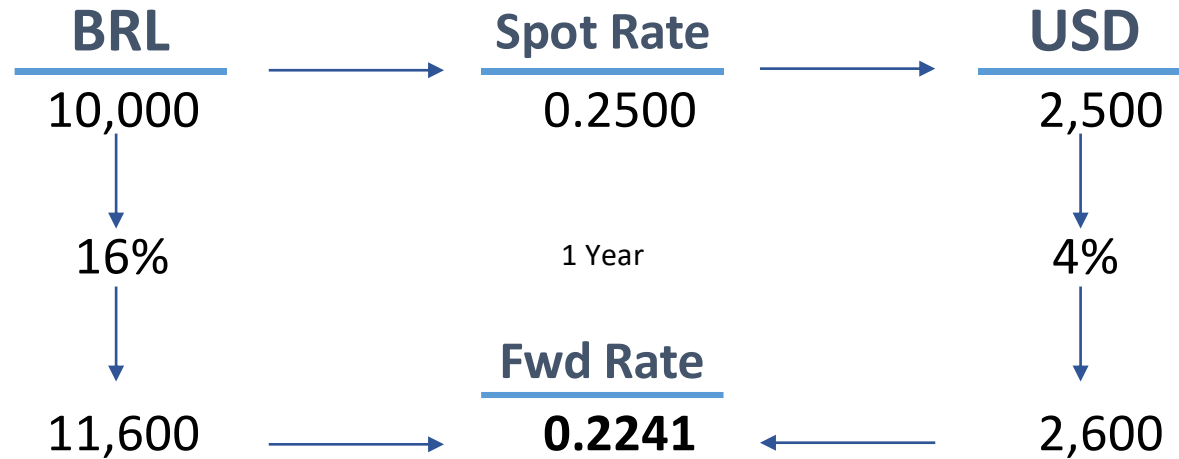 BRL Spot Rate USD
10,000 0.2500 2,500
16% 1 Year 4%
Fwd Rate
11,600 0.2241 2,600